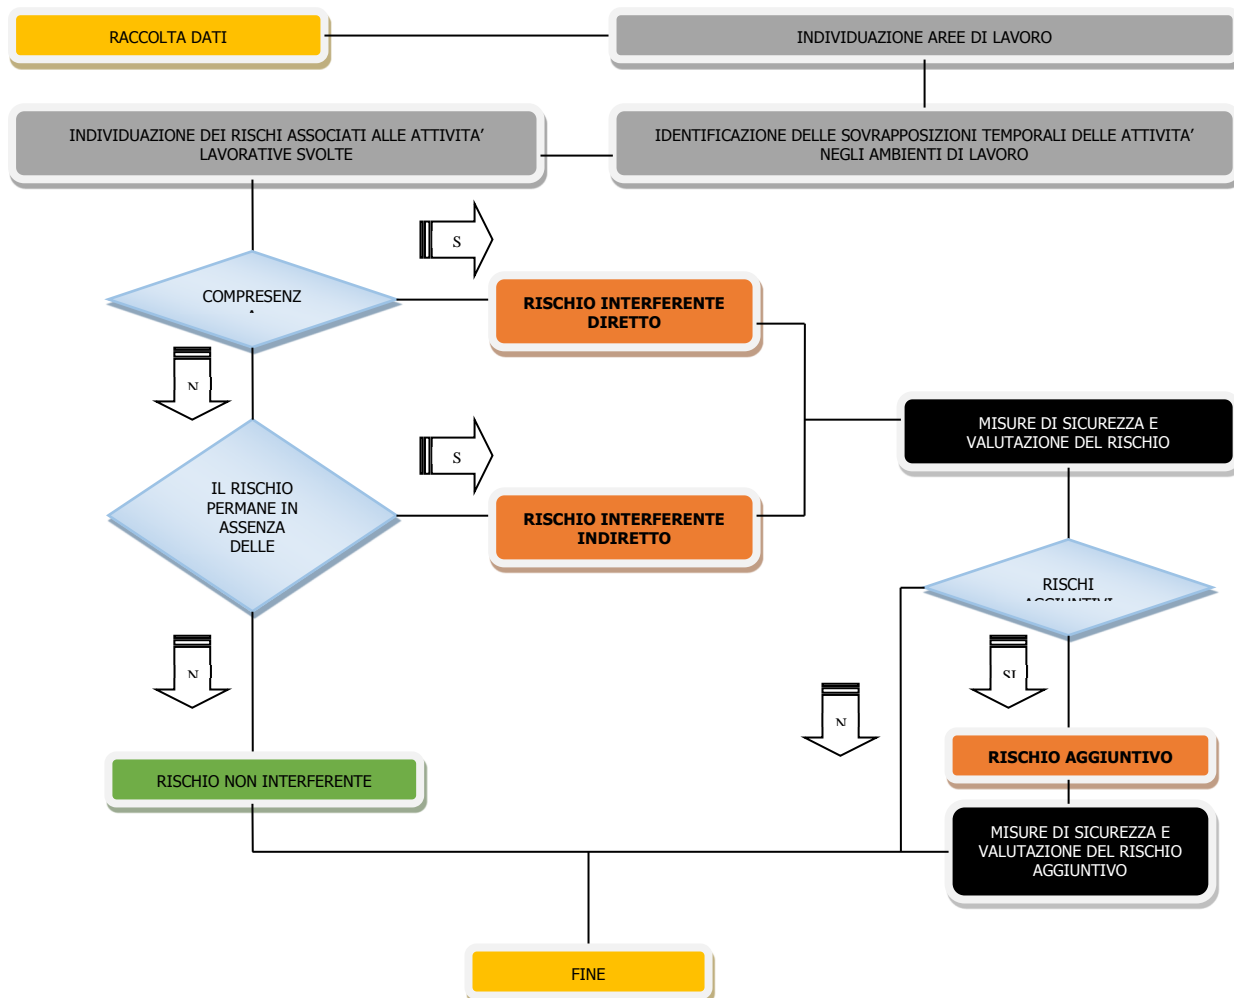 RACCOLTA DATI
INDIVIDUAZIONE AREE DI LAVORO
INDIVIDUAZIONE DEI RISCHI ASSOCIATI ALLE ATTIVITA’
LAVORATIVE SVOLTE
IDENTIFICAZIONE DELLE SOVRAPPOSIZIONI TEMPORALI DELLE ATTIVITA’
NEGLI AMBIENTI DI LAVORO
S
COMPRESENZ
RISCHIO INTERFERENTE
DIRETTO
N
MISURE DI SICUREZZA E
VALUTAZIONE DEL RISCHIO
S
IL RISCHIO
PERMANE IN
ASSENZA
DELLE
RISCHIO INTERFERENTE
INDIRETTO
RISCHI
AGGIUNTIVI
N
SI
N
RISCHIO AGGIUNTIVO
RISCHIO NON INTERFERENTE
MISURE DI SICUREZZA E
VALUTAZIONE DEL RISCHIO
AGGIUNTIVO
FINE